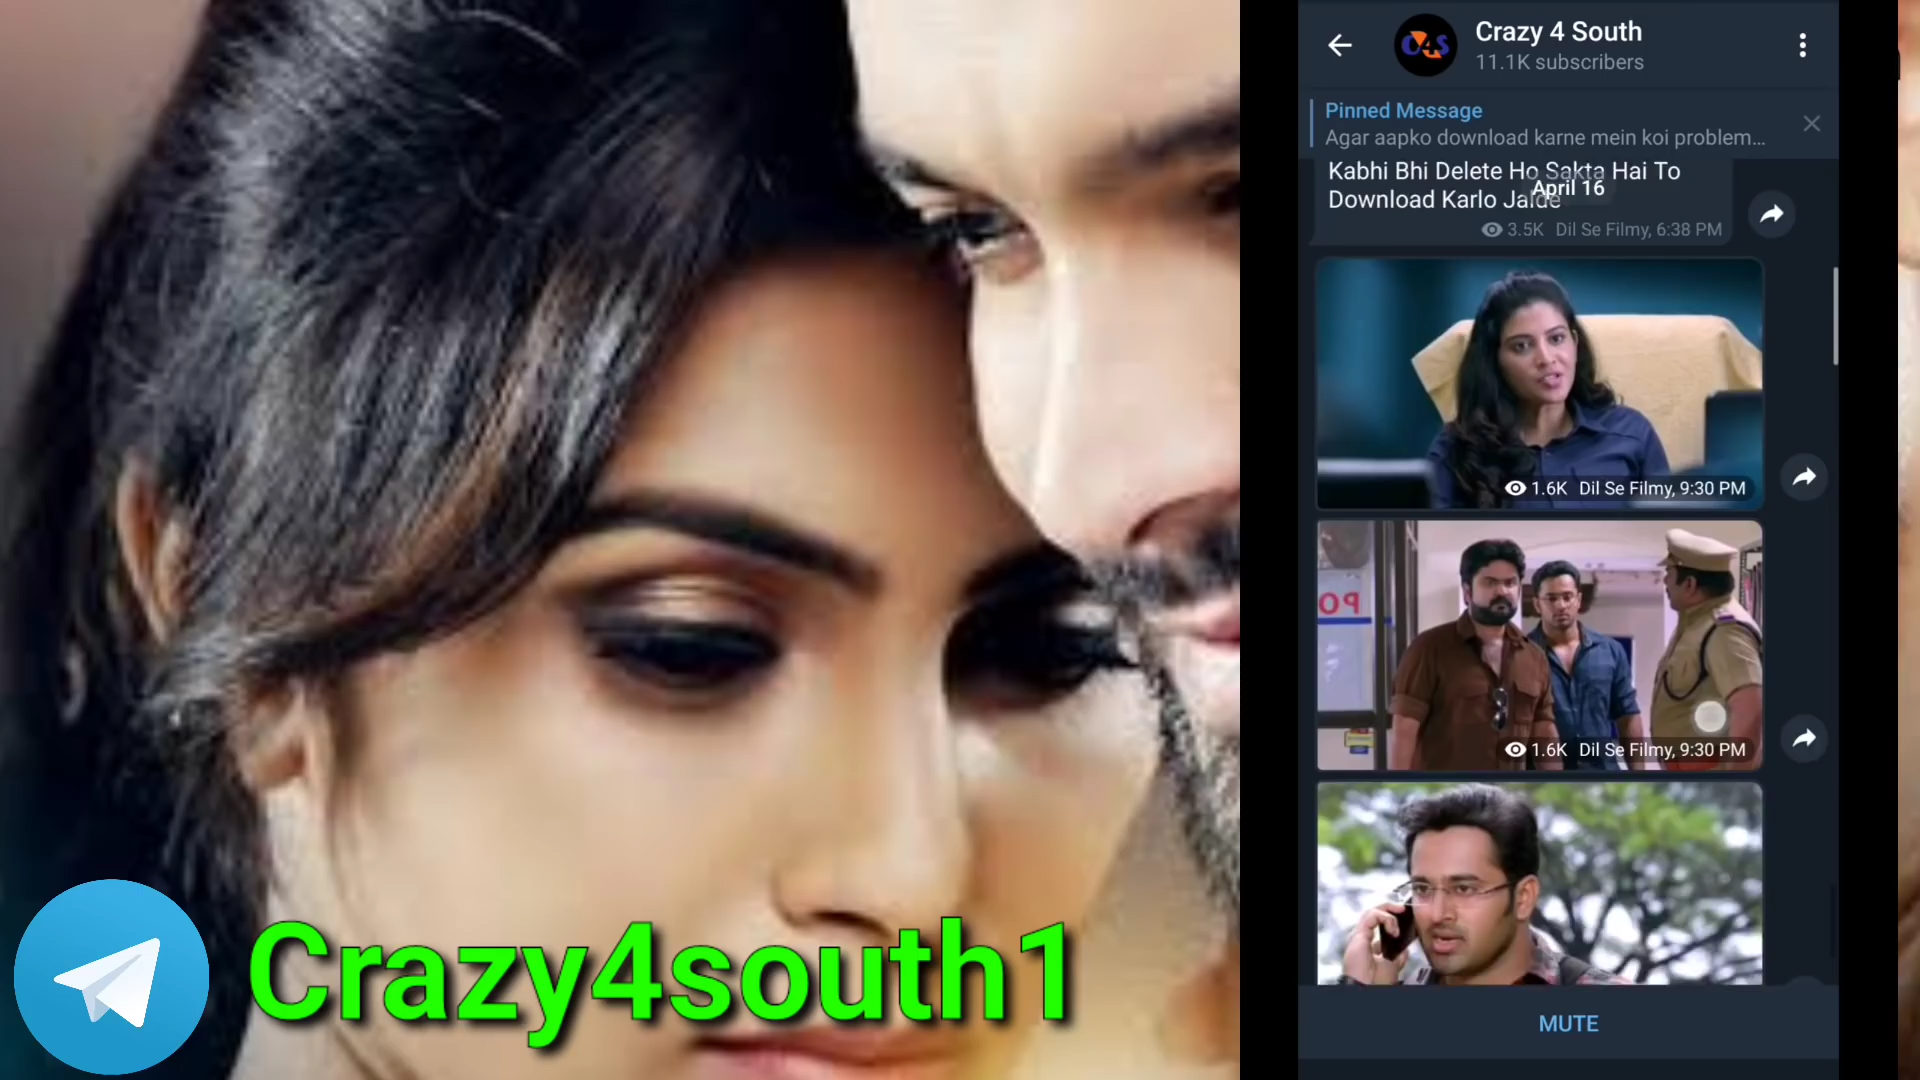 Crazy4south1
C4S
Crazy 4 South
11.1K subscribers
Pinned Message
Agar aapko download karne mein koi problem...
Kabhi Bhi Delete Ho Sakta Hai To
April 16
Download Karlo Jalde
3.5K Dil Se Filmy, 6:38 PM
1.6K Dil Se Filmy, 9:30 PM
PO
1.6K Dil Se Filmy, 9:30 PM
MUTE